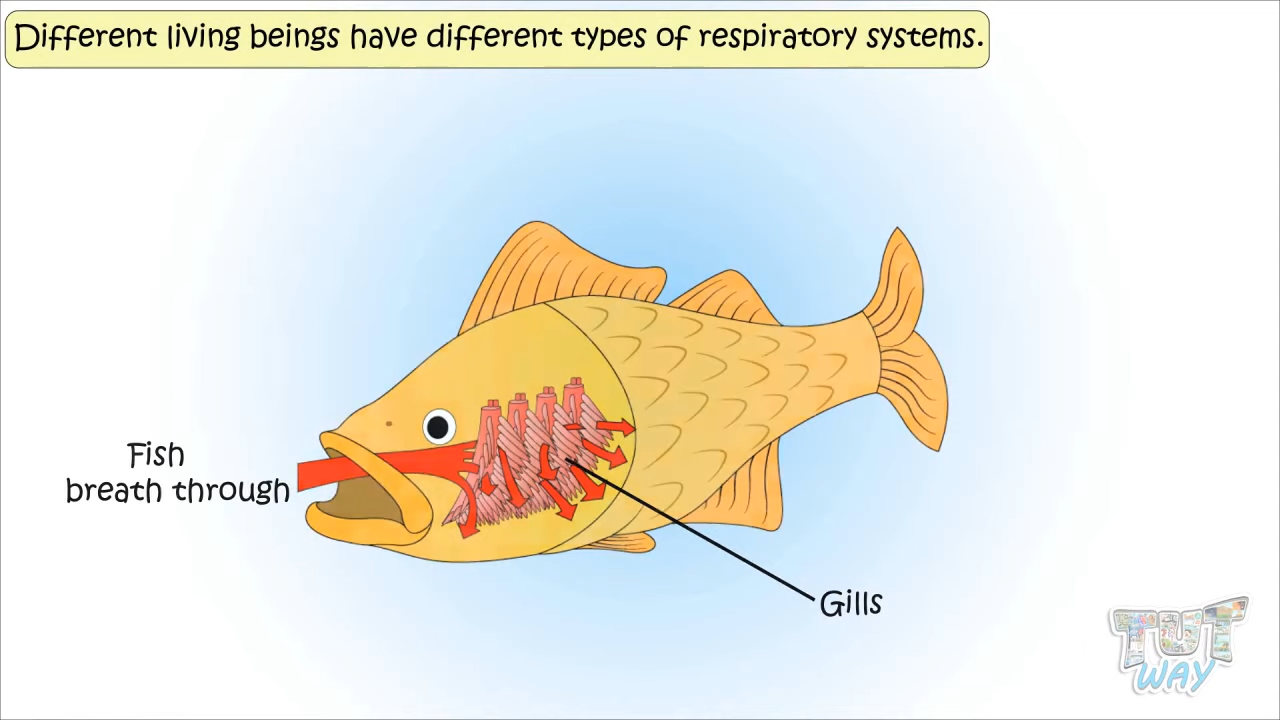 Different living beings have different types of respiratory systems.
Fish
breath through
Gills
TUT
WAY